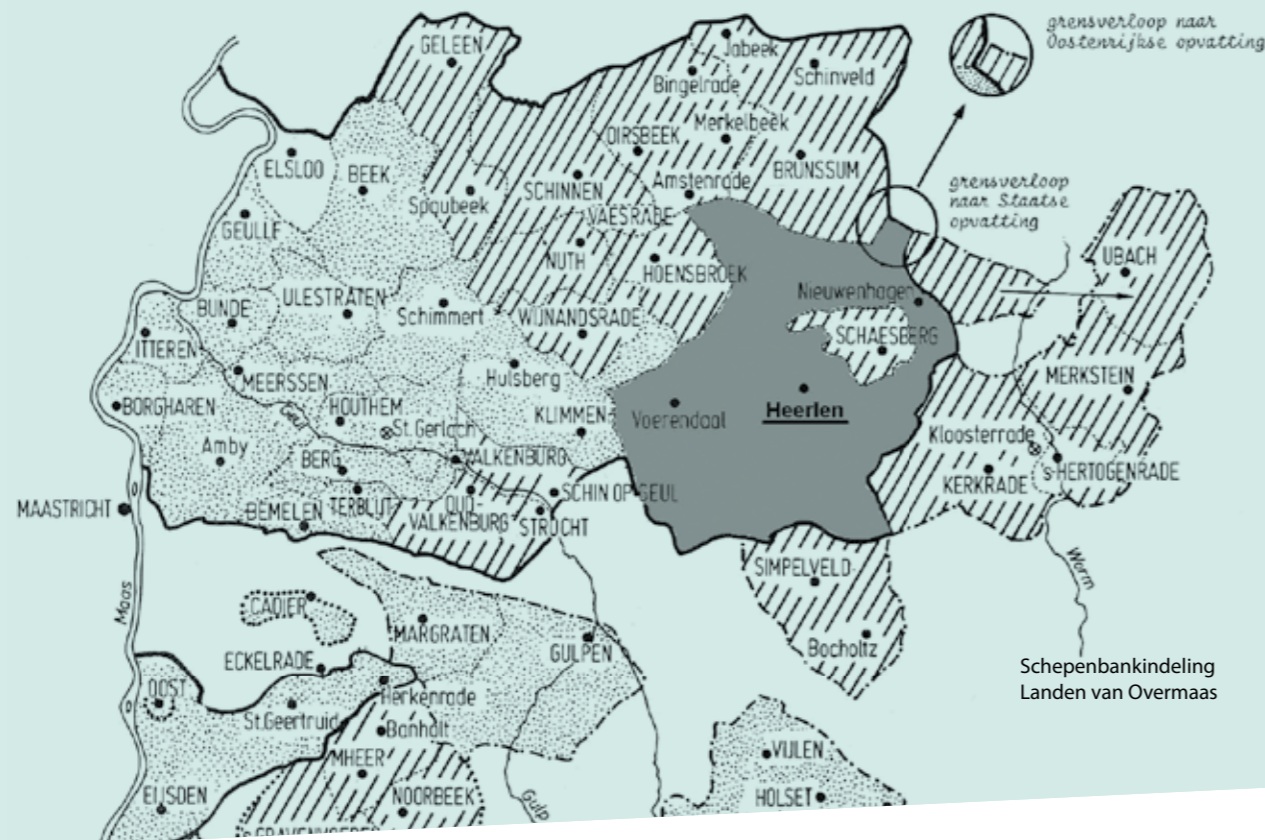 grensverloop naar
Oostenrijkse opvatting
GELEEN
Jabeek
Bingelrade
Schinveld
Merkelbeek
OIRSBEEK
ELSLOO
BEEK
SCHINNEN
Amstenrade
BRUNSSUM
grensverloop
naar Staatse
opvatting
Spaubeek
VAESRADE
GEULLE
UBACH
NUTH
HOENSBROEK
BUNDE
ULESTRATEN
Schimmert
WIJNANDSRADE
Nieuwenhagen
SCHAESBERG
ITTEREN
MEERSSEN
Hulsberg
MERKSTEIN
BORGHAREN
HOUTHEM
KLIMMEN
Voerendaal
Heerlen
Geul
St.Gerlach
Kloosterrade
Amby
BERG
VALKENBURG
's-HERTOGENRADE
KERKRADE
MAASTRICHT
BEMELEN
TERBLIJT
OUD-
VALKENBURG
SCHIN OP GEUL
STRUCHT
SIMPELVELD
Worm
Maas
CADIER
MARGRATEN
GULPEN
Bocholtz
ECKELRADE
Schepenbankindeling
Landen van Overmaas
OOST
Herkenrade
St.Geertruid
Banholt
VIJLEN
MHEER
EIJSDEN
NOORBEEK
Gulp
HOLSET